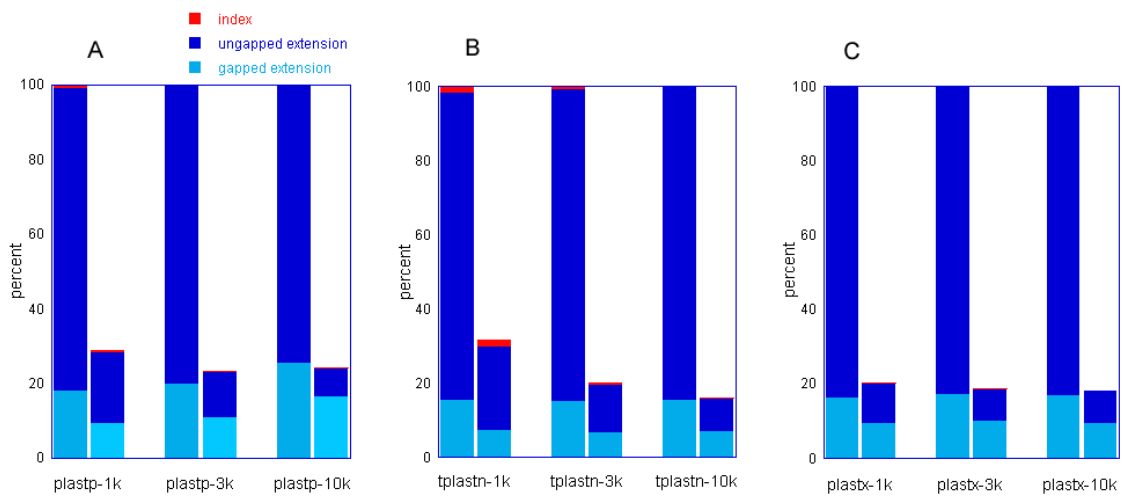 A
index
ungapped extension
gapped extension
100
80
60
40
20
0
percent
plastp-1k plastp-3k plastp-10k
B
100
80
60
40
20
0
percent
tplastn-1k tplastn-3k tplastn-10k
C
100
80
60
40
20
0
percent
plastx-1k plastx-3k plastx-10k